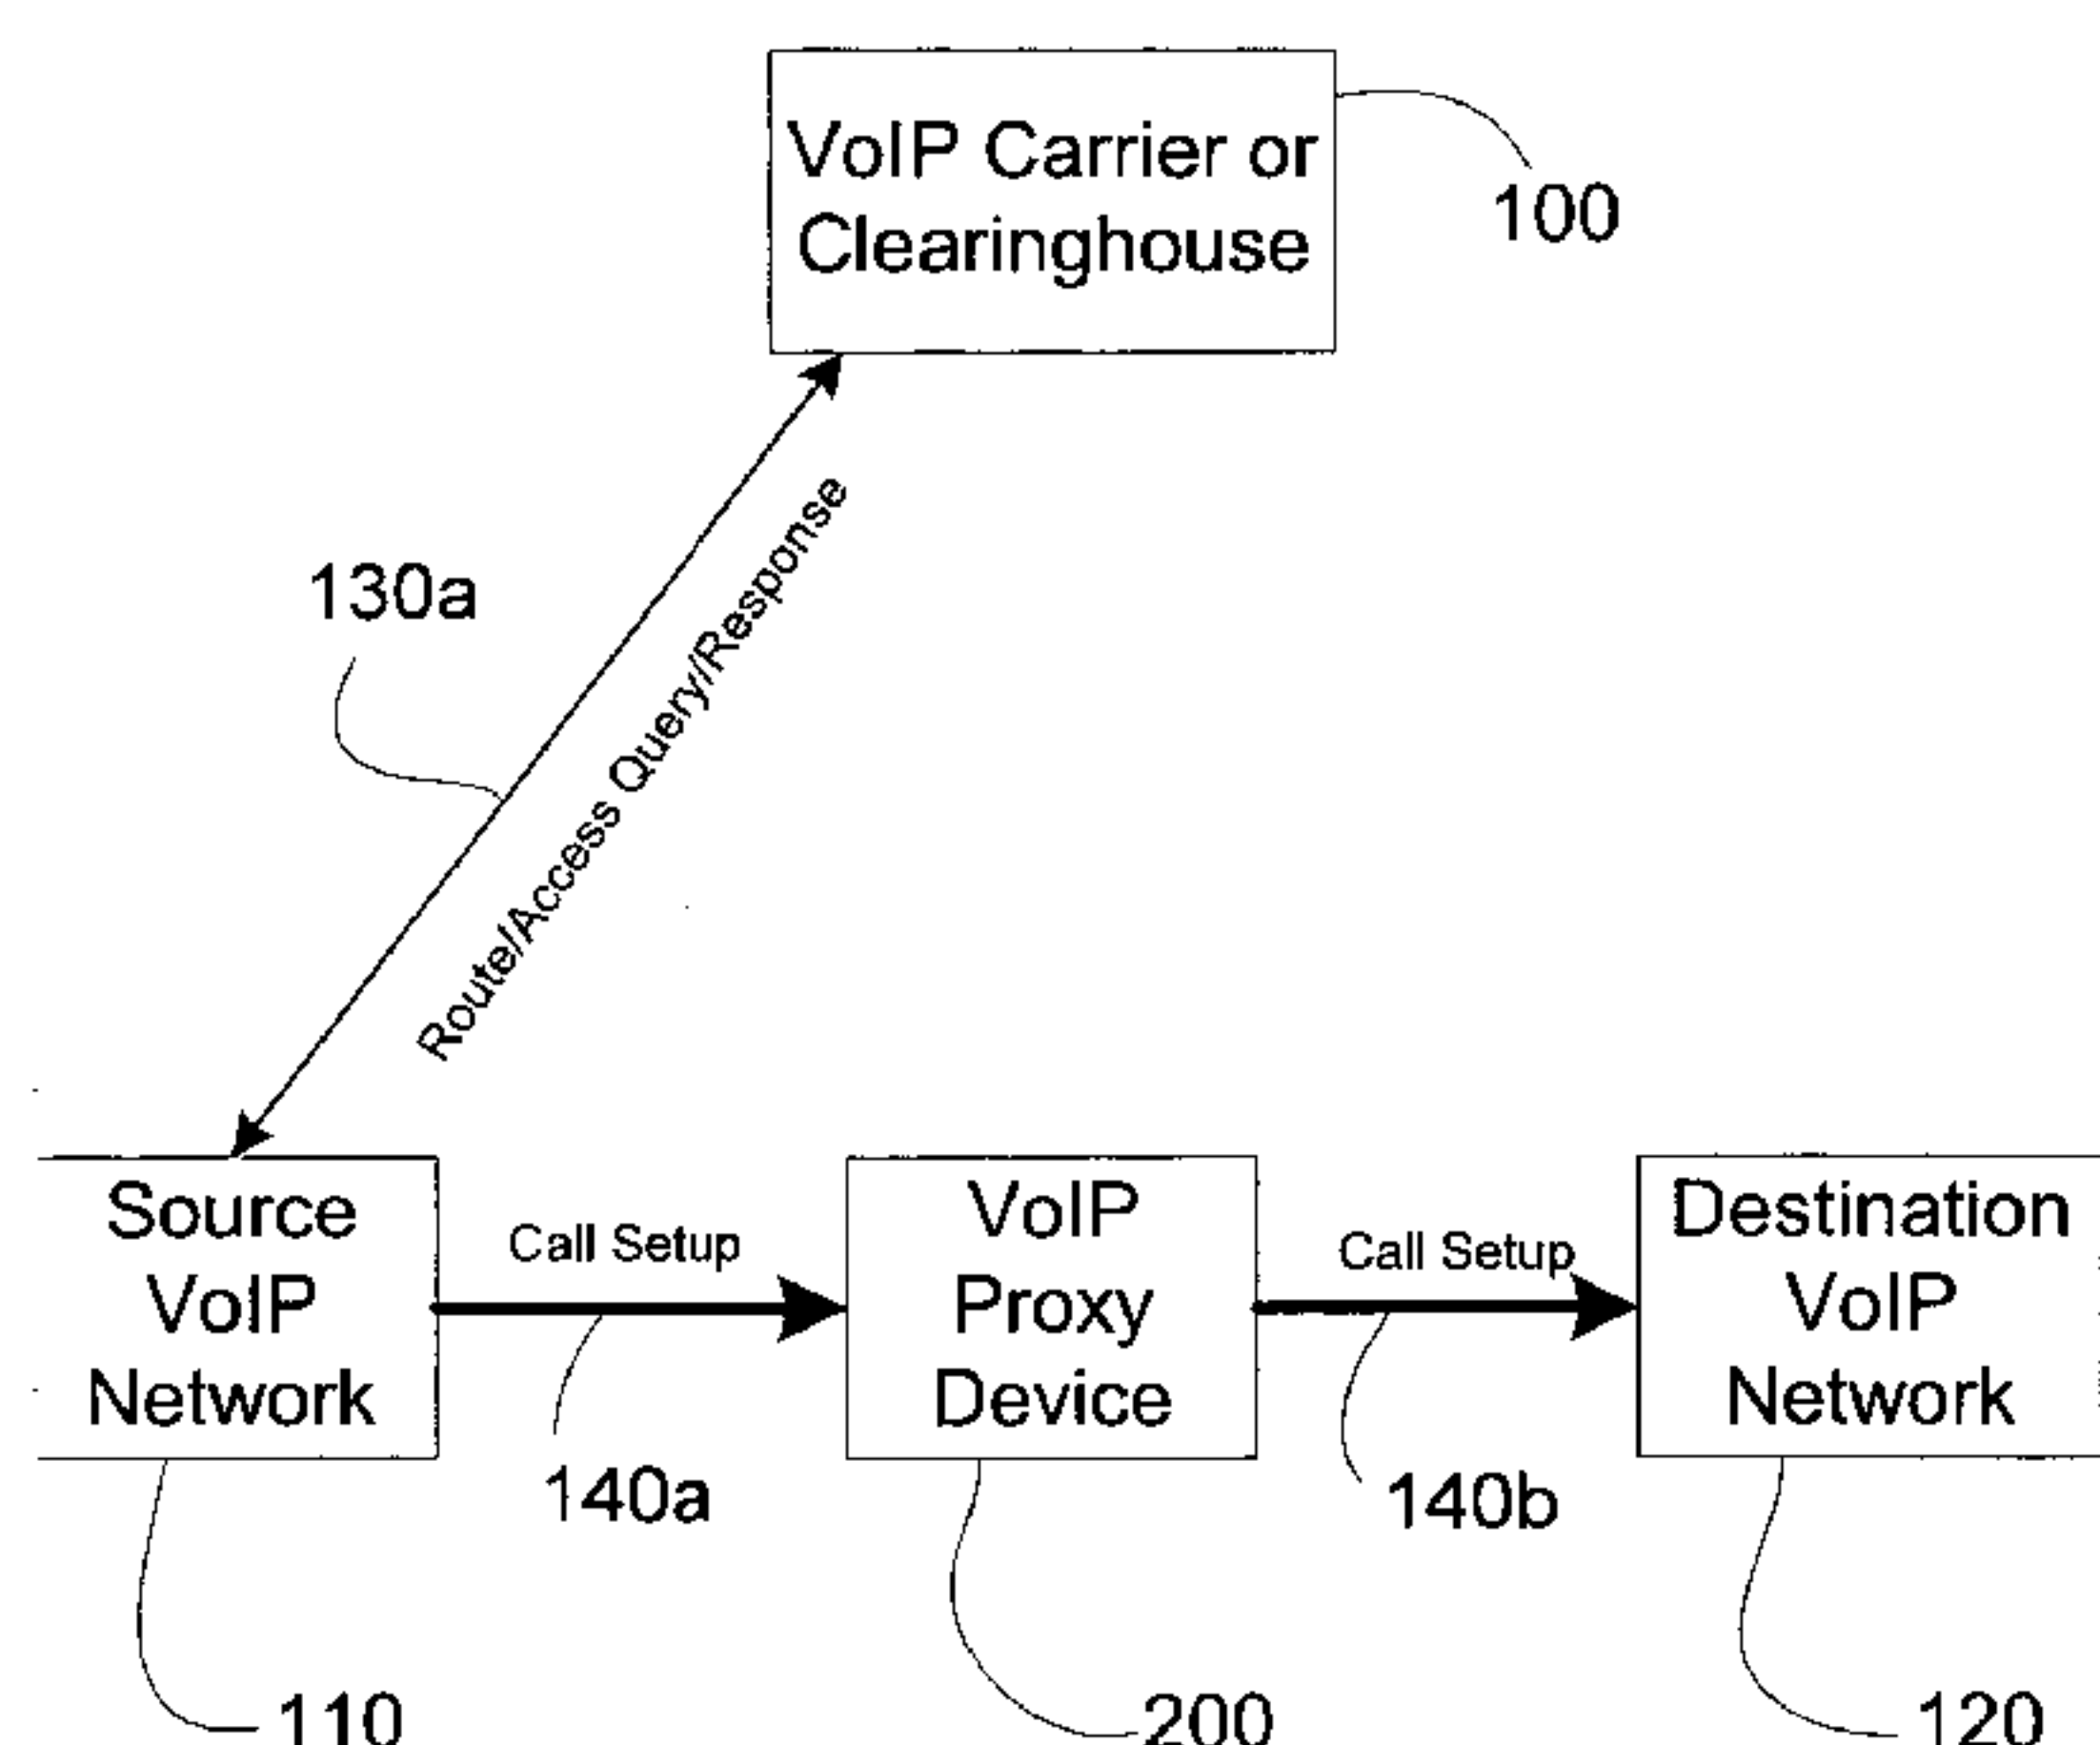 VoIP Carrier or
Clearinghouse
100
130a
Route/Access Query/Response
Source
VoIP
Network
Call Setup
VoIP
Proxy
Device
Call Setup
Destination
VoIP
Network
140a
140b
110
200
120